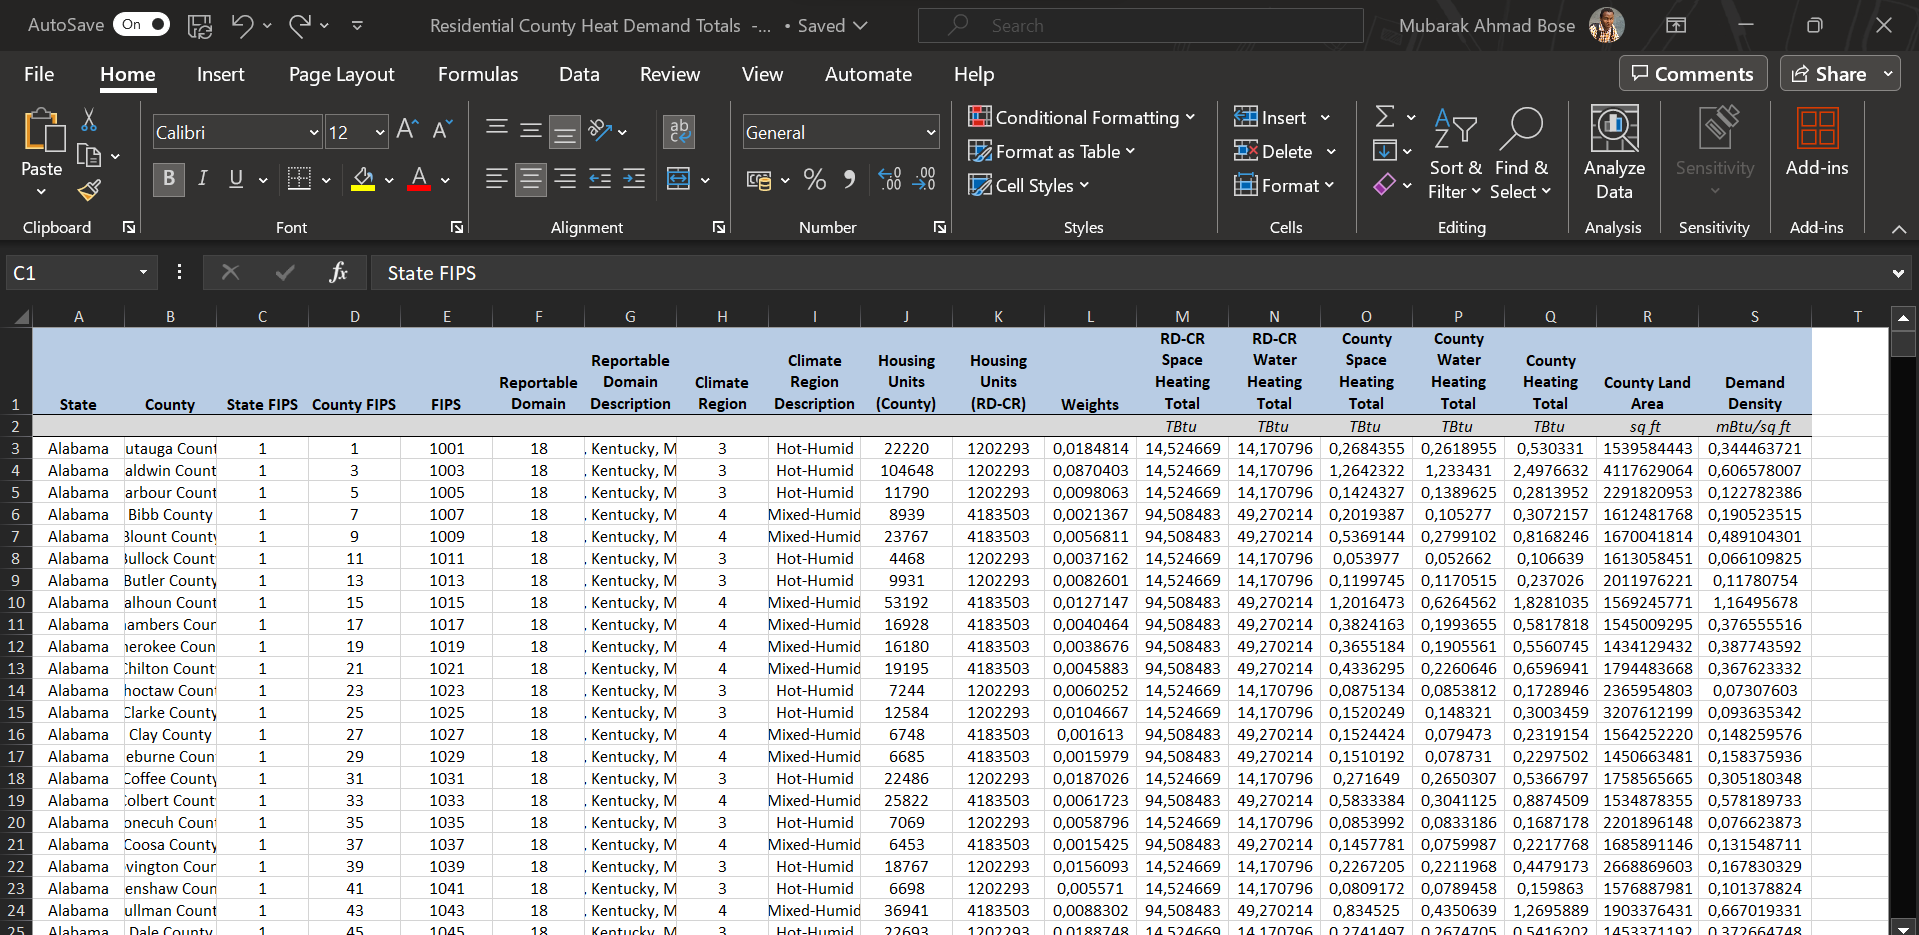 AutoSave On Residential County Heat Demand Totals -... • Saved Search Mubarak Ahmad Bose
File Home Insert Page Layout Formulas Data Review View Automate Help Comments Share
Paste Calibri 12 General Conditional Formatting Format as Table Cell Styles Insert Delete Format Sort & Filter Find & Select Analyze Data Sensitivity Add-ins
Clipboard Font Alignment Number Styles Cells Editing Analysis Sensitivity Add-ins
C1 fx State FIPS
A B C D E F G H I J K L M N O P Q R S T
1 State County State FIPS County FIPS FIPS Reportable Domain Reportable Domain Description Climate Region Climate Region Description Housing Units (County) Housing Units (RD-CR) Weights RD-CR Space Heating Total RD-CR Water Heating Total County Space Heating Total County Water Heating Total County Heating Total County Land Area Demand Density
2 TBtu TBtu TBtu TBtu TBtu sq ft mBtu/sq ft
3 Alabama utauga Count 1 1 1001 18 , Kentucky, M 3 Hot-Humid 22220 1202293 0,0184814 14,524669 14,170796 0,2684355 0,2618955 0,530331 1539584443 0,344463721
4 Alabama aldwin Count 1 3 1003 18 , Kentucky, M 3 Hot-Humid 104648 1202293 0,0870403 14,524669 14,170796 1,2642322 1,233431 2,4976632 4117629064 0,606578007
5 Alabama arbour Count 1 5 1005 18 , Kentucky, M 3 Hot-Humid 11790 1202293 0,0098063 14,524669 14,170796 0,1424327 0,1389625 0,2813952 2291820953 0,122782386
6 Alabama Bibb County 1 7 1007 18 , Kentucky, M 4 Mixed-Humid 8939 4183503 0,0021367 94,508483 49,270214 0,2019387 0,105277 0,3072157 1612481768 0,190523515
7 Alabama Blount County 1 9 1009 18 , Kentucky, M 4 Mixed-Humid 23767 4183503 0,0056811 94,508483 49,270214 0,5369144 0,2799102 0,8168246 1670041814 0,489104301
8 Alabama Bullock Count 1 11 1011 18 , Kentucky, M 3 Hot-Humid 4468 1202293 0,0037162 14,524669 14,170796 0,053977 0,052662 0,106639 1613058451 0,066109825
9 Alabama Butler County 1 13 1013 18 , Kentucky, M 3 Hot-Humid 9931 1202293 0,0082601 14,524669 14,170796 0,1199745 0,1170515 0,237026 2011976221 0,11780754
10 Alabama alhoun Count 1 15 1015 18 , Kentucky, M 4 Mixed-Humid 53192 4183503 0,0127147 94,508483 49,270214 1,2016473 0,6264562 1,8281035 1569245771 1,16495678
11 Alabama ambers Cour 1 17 1017 18 , Kentucky, M 4 Mixed-Humid 16928 4183503 0,0040464 94,508483 49,270214 0,3824163 0,1993655 0,5817818 1545009295 0,376555516
12 Alabama nerokee Coun 1 19 1019 18 , Kentucky, M 4 Mixed-Humid 16180 4183503 0,0038676 94,508483 49,270214 0,3655184 0,1905561 0,5560745 1434129432 0,387743592
13 Alabama Chilton Count 1 21 1021 18 , Kentucky, M 4 Mixed-Humid 19195 4183503 0,0045883 94,508483 49,270214 0,4336295 0,2260646 0,6596941 1794483668 0,367623332
14 Alabama hoctaw Coun 1 23 1023 18 , Kentucky, M 3 Hot-Humid 7244 1202293 0,0060252 14,524669 14,170796 0,0875134 0,0853812 0,1728946 2365954803 0,07307603
15 Alabama Clarke County 1 25 1025 18 , Kentucky, M 3 Hot-Humid 12584 1202293 0,0104667 14,524669 14,170796 0,1520249 0,148321 0,3003459 3207612199 0,093635342
16 Alabama Clay County 1 27 1027 18 , Kentucky, M 4 Mixed-Humid 6748 4183503 0,001613 94,508483 49,270214 0,1524424 0,079473 0,2319154 1564252220 0,148259576
17 Alabama eburne Coun 1 29 1029 18 , Kentucky, M 4 Mixed-Humid 6685 4183503 0,0015979 94,508483 49,270214 0,1510192 0,078731 0,2297502 1450663481 0,158375936
18 Alabama Coffee County 1 31 1031 18 , Kentucky, M 3 Hot-Humid 22486 1202293 0,0187026 14,524669 14,170796 0,271649 0,2650307 0,5366797 1758565665 0,305180348
19 Alabama Colbert Count 1 33 1033 18 , Kentucky, M 4 Mixed-Humid 25822 4183503 0,0061723 94,508483 49,270214 0,5833384 0,3041125 0,8874509 1534878355 0,578189733
20 Alabama onecuh Coun 1 35 1035 18 , Kentucky, M 3 Hot-Humid 7069 1202293 0,0058796 14,524669 14,170796 0,0853992 0,0833186 0,1687178 2201896148 0,076623873
21 Alabama Coosa County 1 37 1037 18 , Kentucky, M 4 Mixed-Humid 6453 4183503 0,0015425 94,508483 49,270214 0,1457781 0,0759987 0,2217768 1685891146 0,131548711
22 Alabama vington Cour 1 39 1039 18 , Kentucky, M 3 Hot-Humid 18767 1202293 0,0156093 14,524669 14,170796 0,2267205 0,2211968 0,4479173 2668869603 0,167830329
23 Alabama enshaw Coun 1 41 1041 18 , Kentucky, M 3 Hot-Humid 6698 1202293 0,005571 14,524669 14,170796 0,0809172 0,0789458 0,159863 1576887981 0,101378824
24 Alabama ullman Count 1 43 1043 18 , Kentucky, M 4 Mixed-Humid 36941 4183503 0,0088302 94,508483 49,270214 0,834525 0,4350639 1,2695889 1903376431 0,667019331
25 Alabama Dale County 1 45 1045 18 , Kentucky, M 3 Hot-Humid 22693 1202293 0,0188748 14,524669 14,170796 0,2741497 0,2674705 0,5416202 1453371192 0,372664748